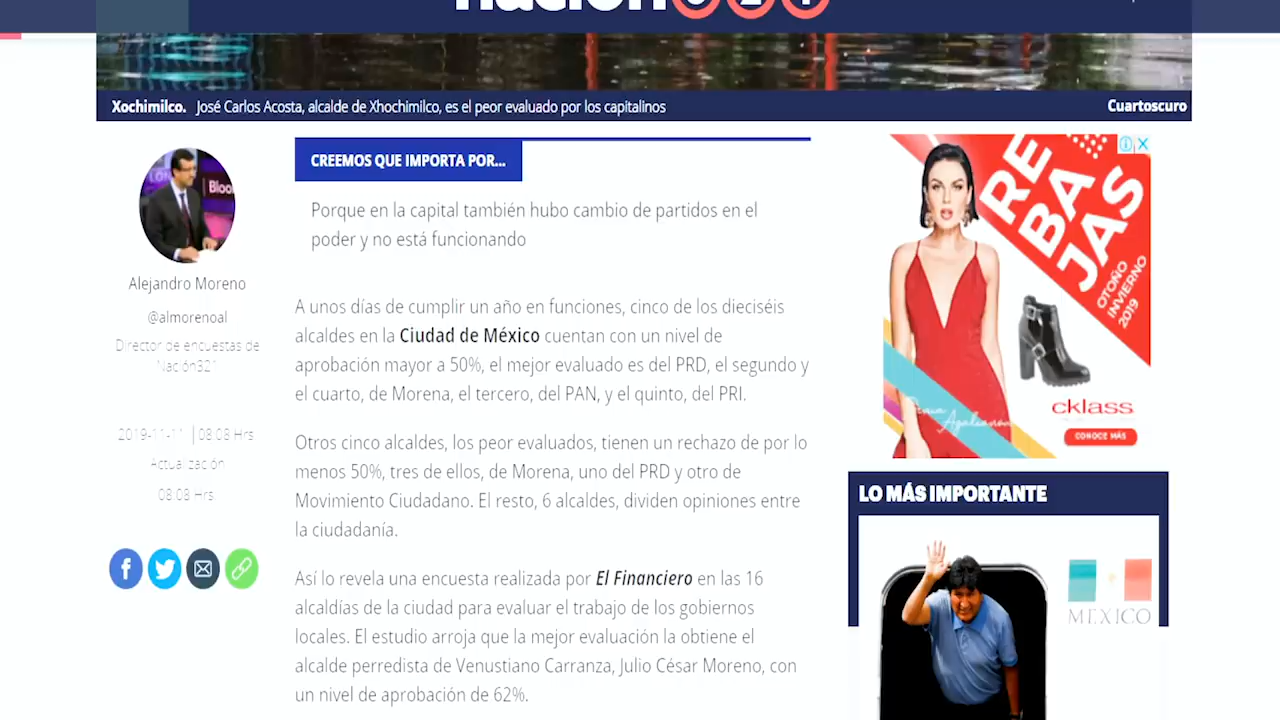 nación321
Xochimilco. José Carlos Acosta, alcalde de Xhochimilco, es el peor evaluado por los capitalinos
Cuartoscuro
Alejandro Moreno
@almorenoal
Director de encuestas de
Nación321
2019-11-11 | 08:08 Hrs.
Actualización
08:08 Hrs.
CREEMOS QUE IMPORTA POR...
Porque en la capital también hubo cambio de partidos en el
poder y no está funcionando
A unos días de cumplir un año en funciones, cinco de los dieciséis
alcaldes en la Ciudad de México cuentan con un nivel de
aprobación mayor a 50%, el mejor evaluado es del PRD, el segundo y
el cuarto, de Morena, el tercero, del PAN, y el quinto, del PRI.
Otros cinco alcaldes, los peor evaluados, tienen un rechazo de por lo
menos 50%, tres de ellos, de Morena, uno del PRD y otro de
Movimiento Ciudadano. El resto, 6 alcaldes, dividen opiniones entre
la ciudadanía.
Así lo revela una encuesta realizada por El Financiero en las 16
alcaldías de la ciudad para evaluar el trabajo de los gobiernos
locales. El estudio arroja que la mejor evaluación la obtiene el
alcalde perredista de Venustiano Carranza, Julio César Moreno, con
un nivel de aprobación de 62%.
RE
BA
JAS
OTOÑO
INVIERNO
2019
cklass
CONOCE MÁS
LO MÁS IMPORTANTE
MEXICO